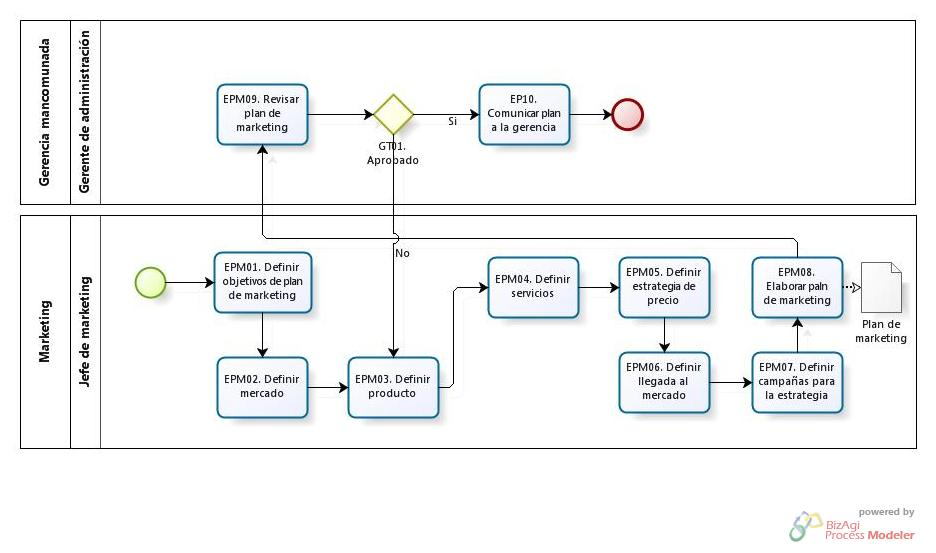 Gerencia mancomunada
Gerente de administración
EPM09. Revisar
plan de
marketing
GT01.
Aprobado
Si
EP10.
Comunicar plan
a la gerencia
No
Marketing
Jefe de marketing
EPM01. Definir
objetivos de plan
de marketing
EPM02. Definir
mercado
EPM03. Definir
producto
EPM04. Definir
servicios
EPM05. Definir
estrategia de
precio
EPM06. Definir
llegada al
mercado
EPM07. Definir
campañas para
la estrategia
EPM08.
Elaborar paln
de marketing
Plan de
marketing
powered by
BizAgi
Process Modeler